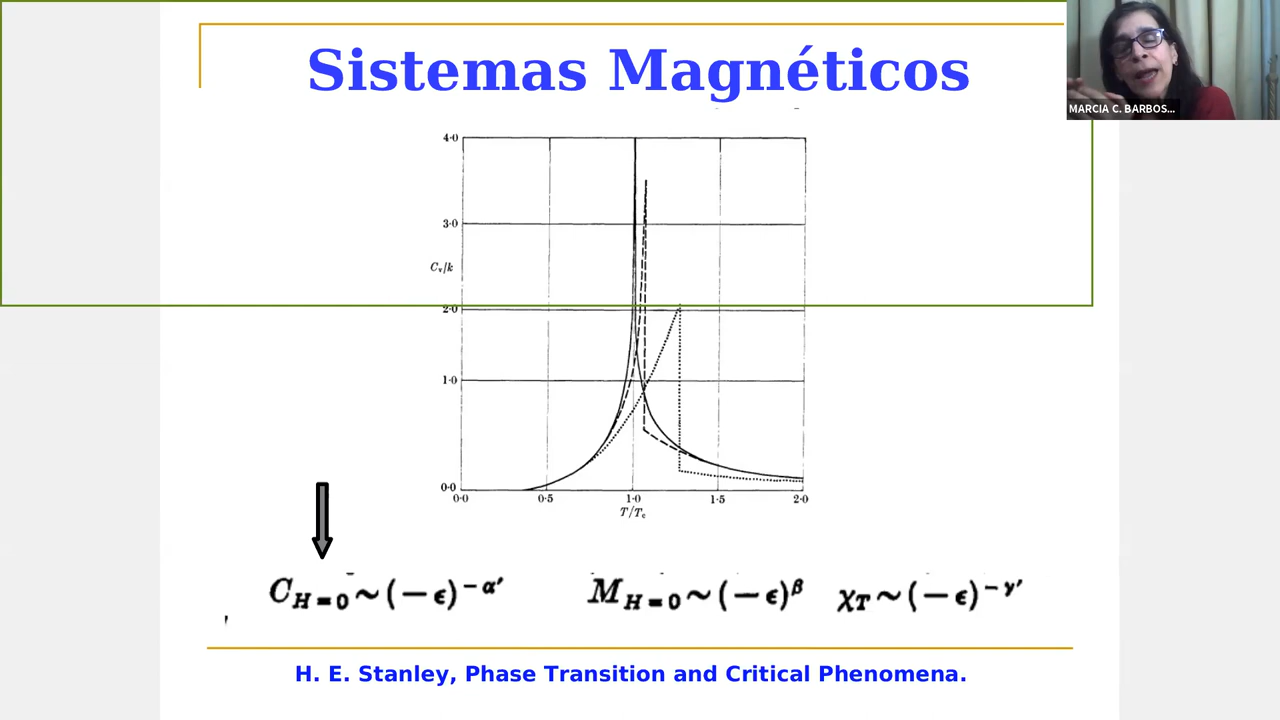 Sistemas Magnéticos
MARCIA C. BARBOS...
4·0
3·0
C_v/k
2·0
1·0
0·0
0·0 0·5 1·0 1·5 2·0
T/T_c
C_{H=0} ~ (−ϵ)^{−α′} M_{H=0} ~ (−ϵ)^β χ_T ~ (−ϵ)^{−γ′}
H. E. Stanley, Phase Transition and Critical Phenomena.